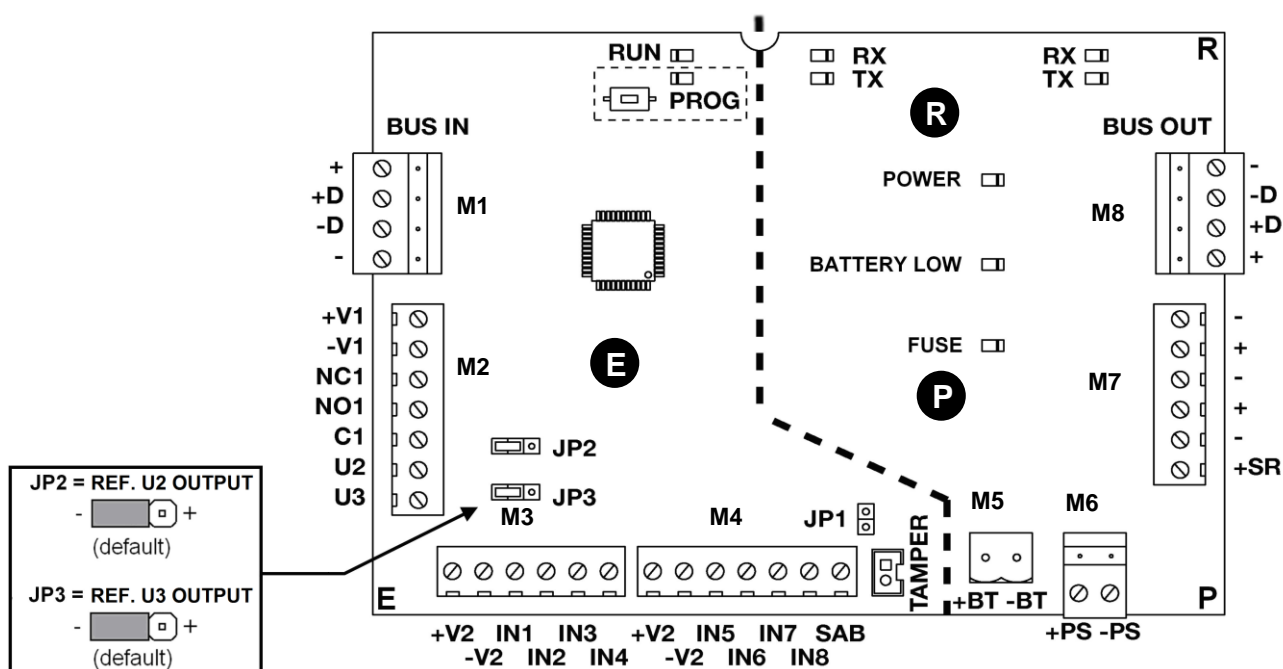 RUN
PROG
RX
TX
RX
TX
R
R
BUS IN
BUS OUT
+
+D
-D
-
M1
POWER
BATTERY LOW
FUSE
M8
-
-D
+D
+
+V1
-V1
NC1
NO1
C1
U2
U3
M2
E
P
M7
-
+
-
+
-
+SR
JP2
JP3
JP2 = REF. U2 OUTPUT
- +
(default)
JP3 = REF. U3 OUTPUT
- +
(default)
M3
M4
JP1
TAMPER
M5
M6
E
P
+BT -BT
+PS -PS
+V2 IN1 IN3 +V2 IN5 IN7 SAB
-V2 IN2 IN4 -V2 IN6 IN8